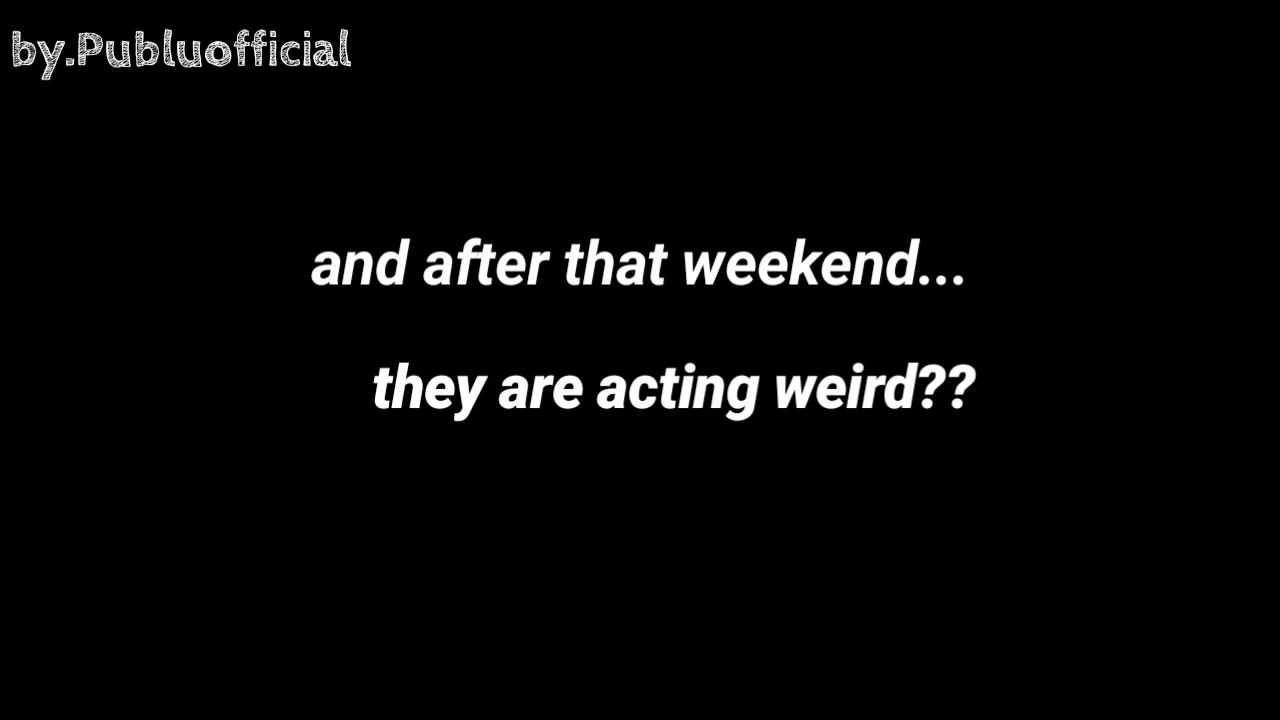 by.Publuofficial
and after that weekend...
they are acting weird??